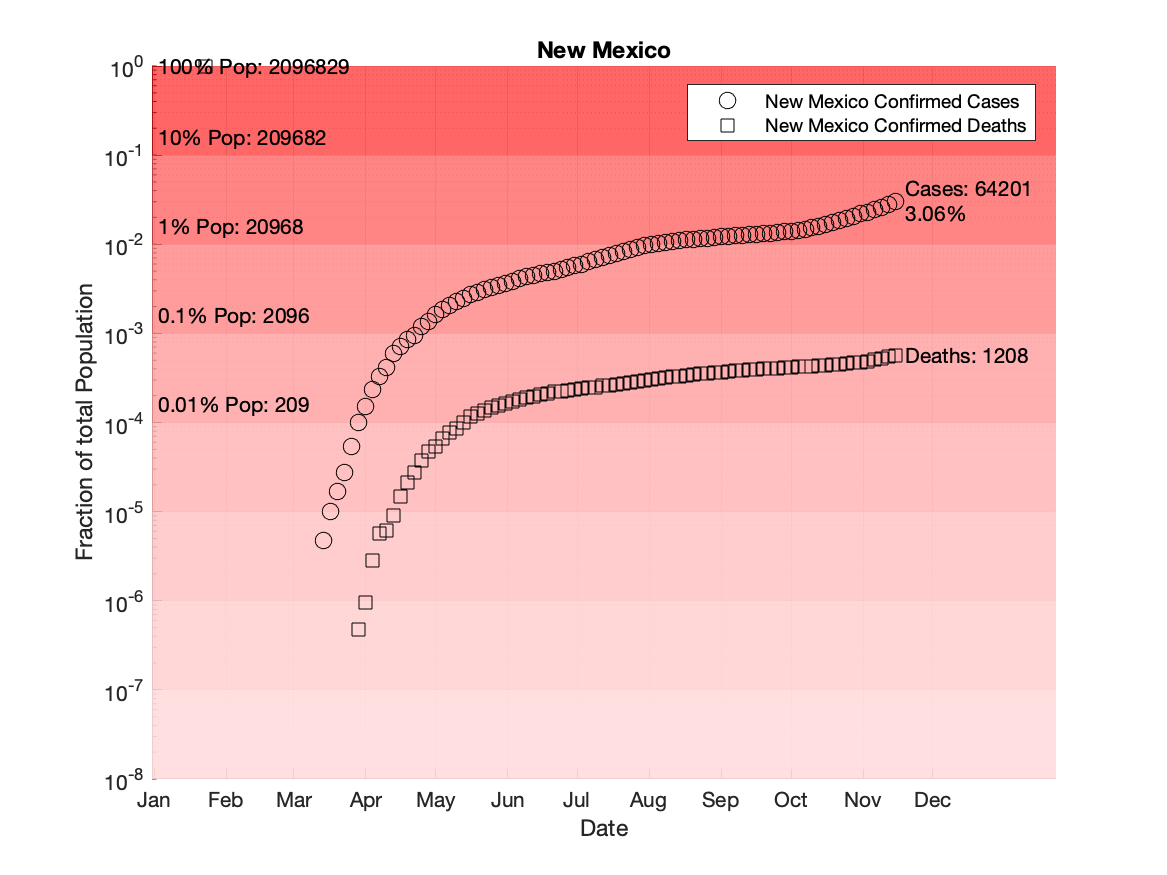 New Mexico
10^0
100% Pop: 2096829
New Mexico Confirmed Cases
New Mexico Confirmed Deaths
10% Pop: 209682
10^-1
Cases: 64201
3.06%
1% Pop: 20968
10^-2
0.1% Pop: 2096
10^-3
Deaths: 1208
0.01% Pop: 209
10^-4
10^-5
10^-6
10^-7
10^-8
Fraction of total Population
Jan Feb Mar Apr May Jun Jul Aug Sep Oct Nov Dec
Date